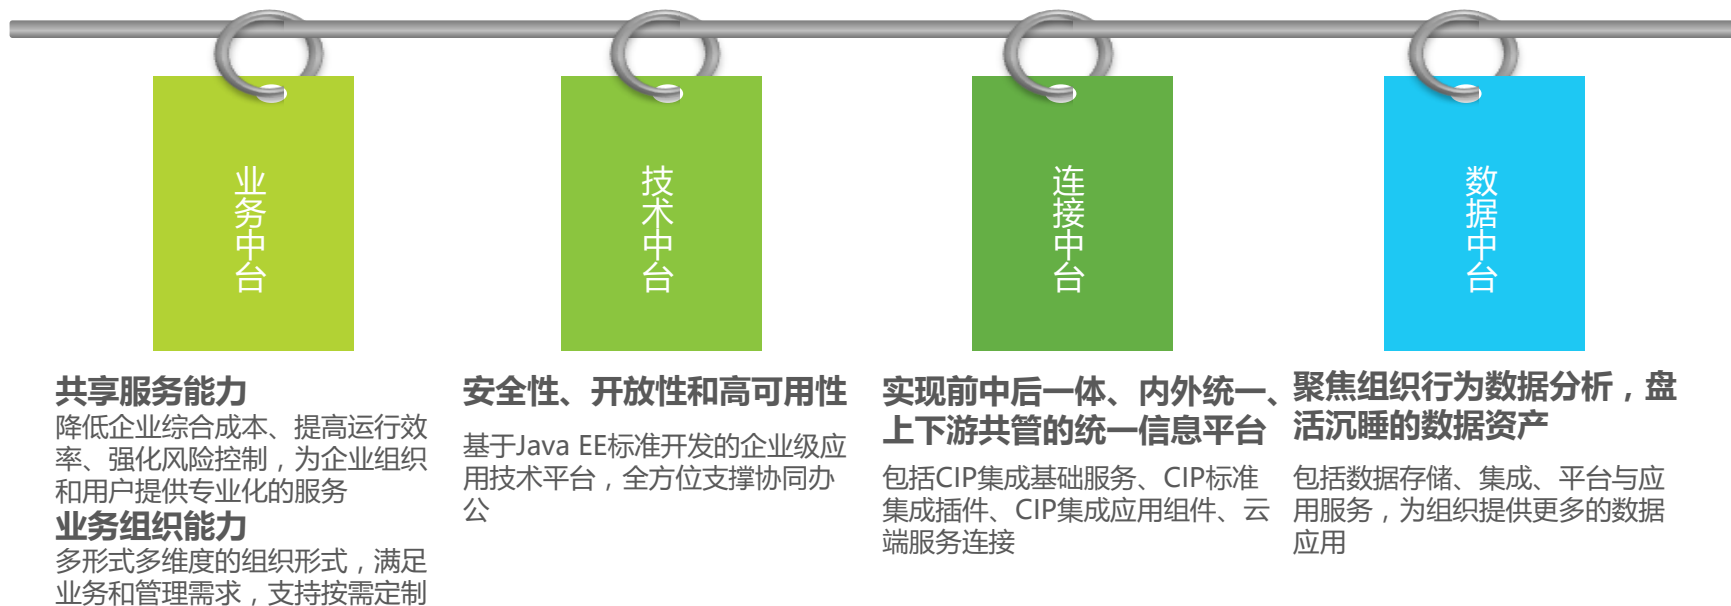 业务中台
技术中台
连接中台
数据中台
共享服务能力
降低企业综合成本、提高运行效
率、强化风险控制，为企业组织
和用户提供专业化的服务
业务组织能力
多形式多维度的组织形式，满足
业务和管理需求，支持按需定制
安全性、开放性和高可用性
基于Java EE标准开发的企业级应
用技术平台，全方位支撑协同办
公
实现前中后一体、内外统一、
上下游共管的统一信息平台
包括CIP集成基础服务、CIP标准
集成插件、CIP集成应用组件、云
端服务连接
聚焦组织行为数据分析，盘
活沉睡的数据资产
包括数据存储、集成、平台与应
用服务，为组织提供更多的数据
应用